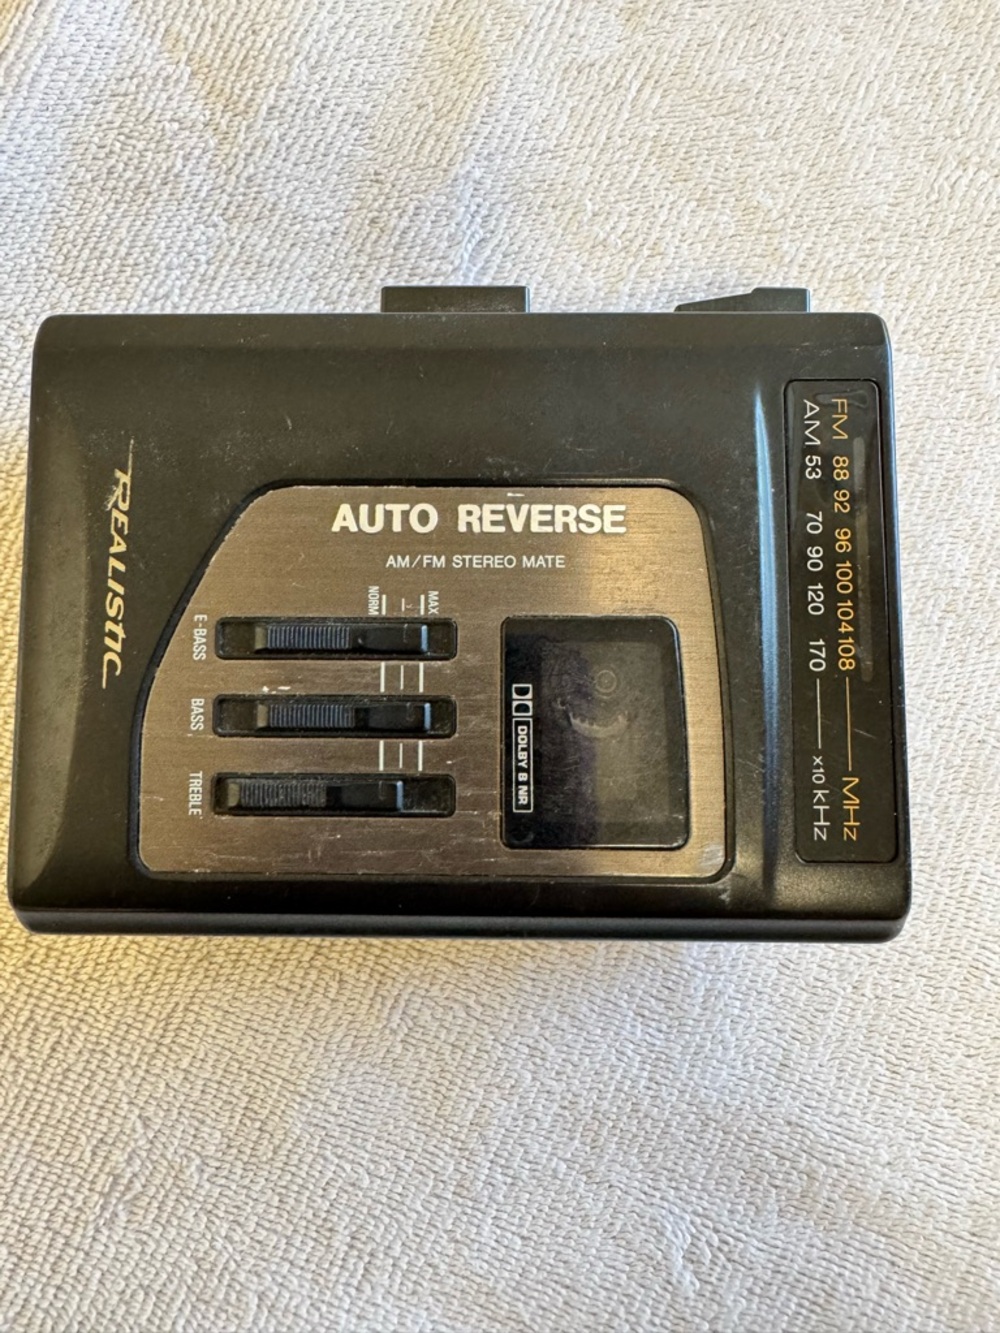 REALISTIC
AUTO REVERSE
AM/FM STEREO MATE
NORM MAX
E-BASS
BASS
TREBLE
DOLBY B NR
FM 88 92 96 100 104 108 MHz
AM 53 70 90 120 170 x10 kHz